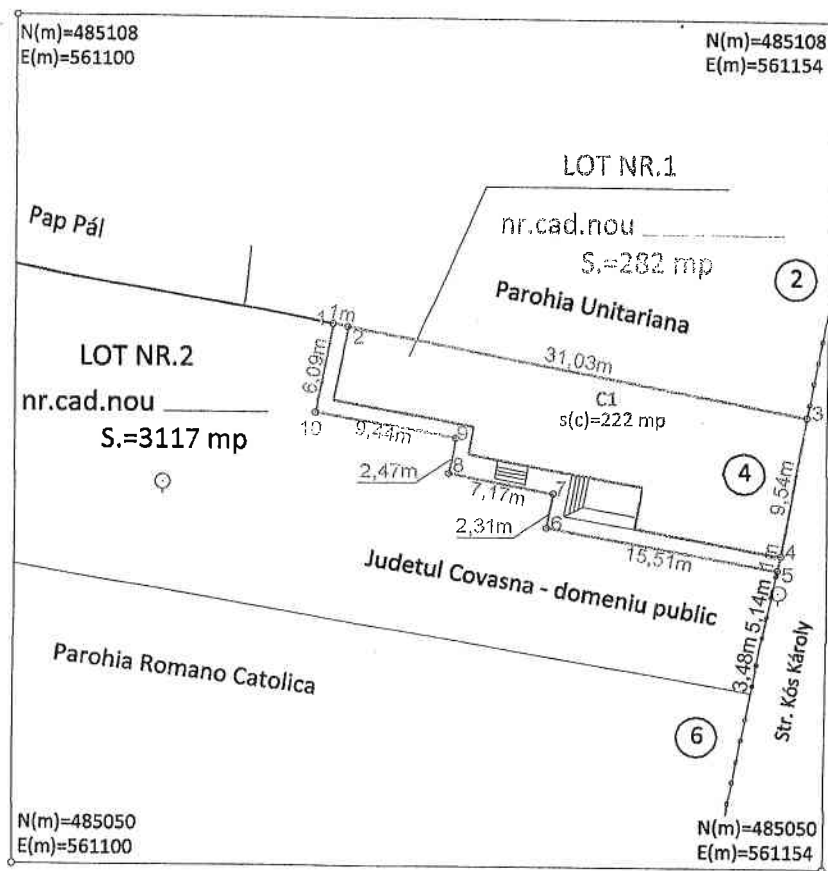 N(m)=485108
E(m)=561100
N(m)=485108
E(m)=561154
LOT NR.1
nr.cad.nou ____________
S.=282 mp
Pap Pál
2
Parohia Unitariana
1
1m
2
31,03m
LOT NR.2
nr.cad.nou ________
S.=3117 mp
6,09m
C1
s(c)=222 mp
3
10
9,44m
9
2,47m
8
7,17m
7
4
9,54m
2,31m
6
15,51m
1m
4
5
Judetul Covasna - domeniu public
5,14m
3,48m
Str. Kós Károly
Parohia Romano Catolica
6
N(m)=485050
E(m)=561100
N(m)=485050
E(m)=561154